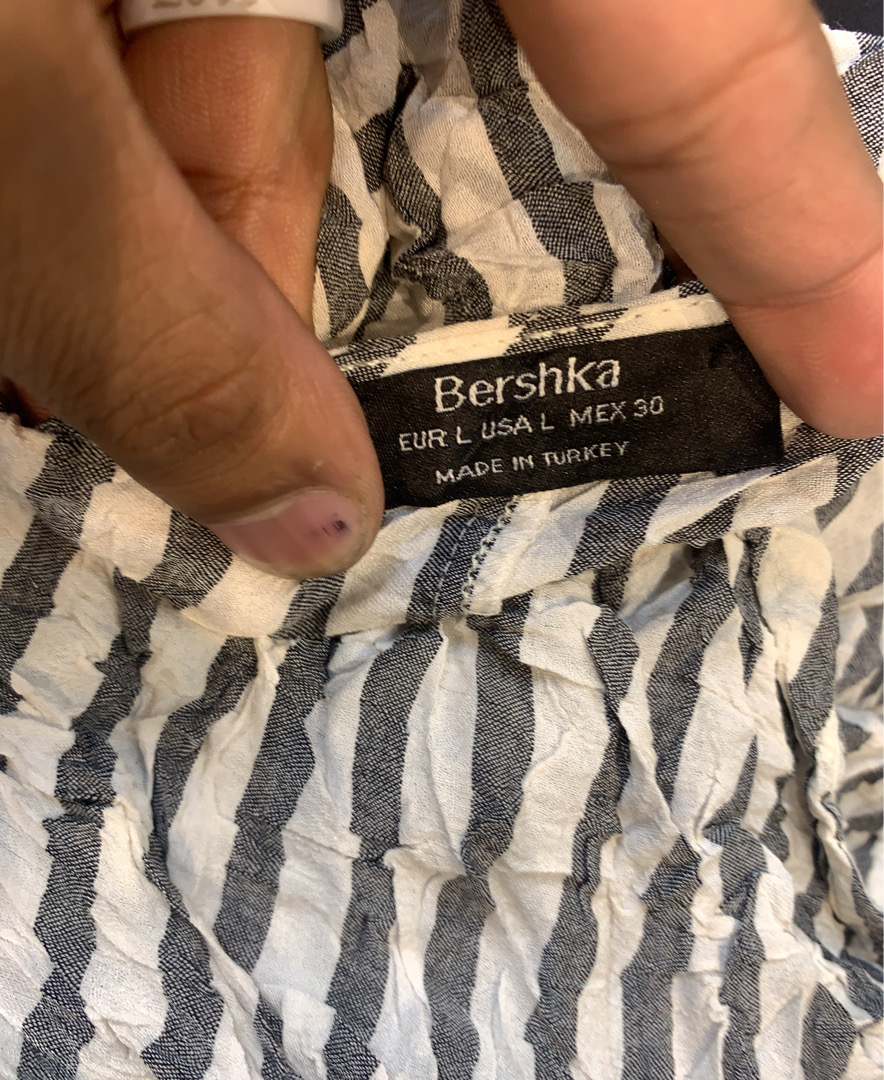 Bershka
EUR L USA L MEX 30
MADE IN TURKEY